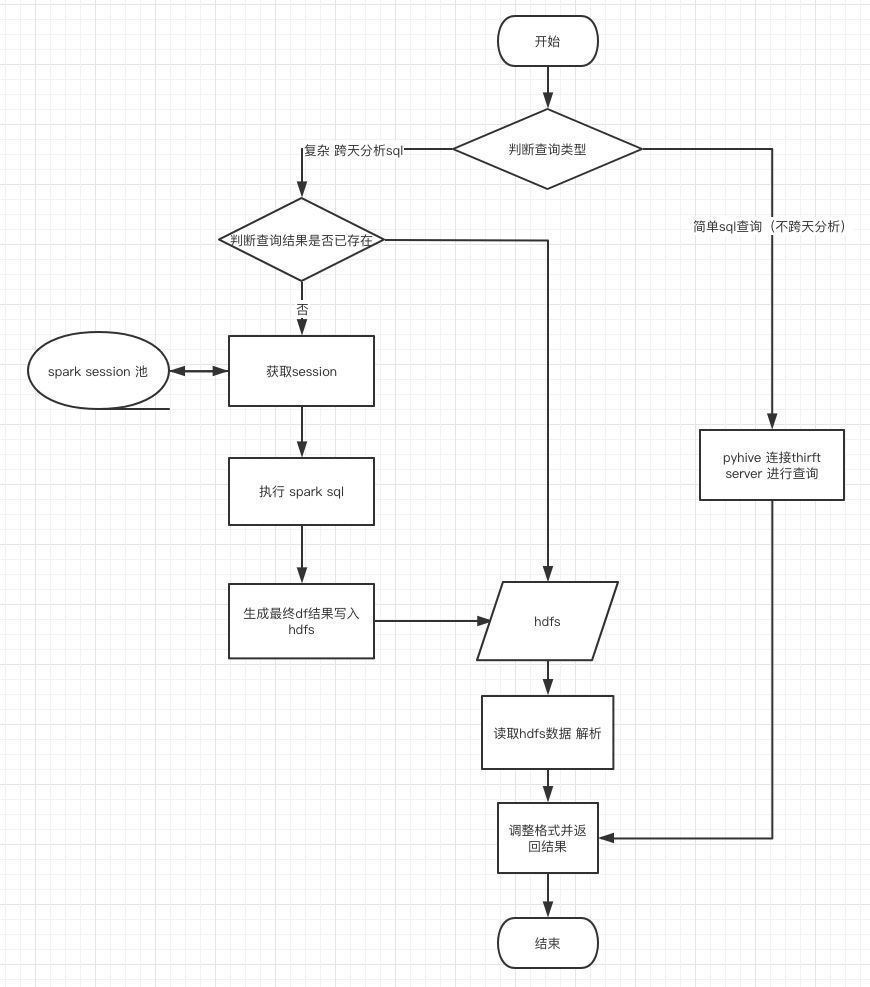 开始
判断查询类型
复杂 跨天分析sql
简单sql查询（不跨天分析）
判断查询结果是否已存在
否
spark session 池
获取session
执行 spark sql
pyhive 连接thirft
server 进行查询
生成最终df结果写入
hdfs
hdfs
读取hdfs数据 解析
调整格式并返
回结果
结束